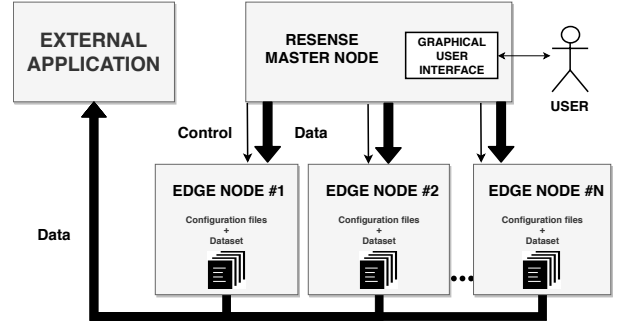 EXTERNAL
APPLICATION
RESENSE
MASTER NODE
GRAPHICAL
USER
INTERFACE
USER
Control
Data
EDGE NODE #1
Configuration files
+
Dataset
EDGE NODE #2
Configuration files
+
Dataset
EDGE NODE #N
Configuration files
+
Dataset
Data